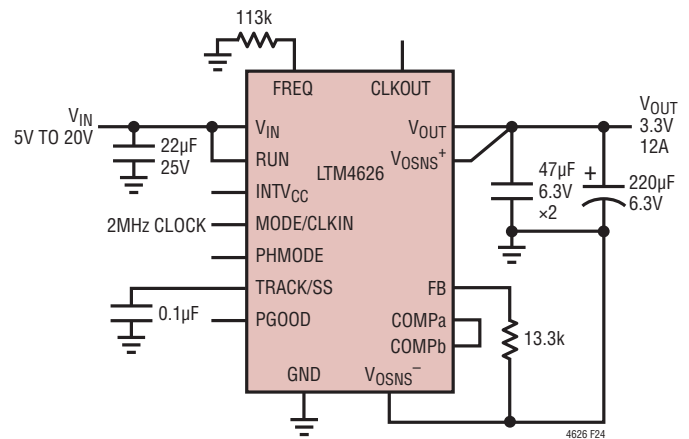 113k
FREQ
CLKOUT
VIN
5V TO 20V
22µF
25V
VIN
RUN
INTVCC
2MHz CLOCK
MODE/CLKIN
PHMODE
TRACK/SS
0.1µF
PGOOD
GND
LTM4626
VOUT
VOSNS+
VOUT
3.3V
12A
47µF
6.3V
×2
+
220µF
6.3V
FB
COMPa
COMPb
13.3k
VOSNS–
4626 F24